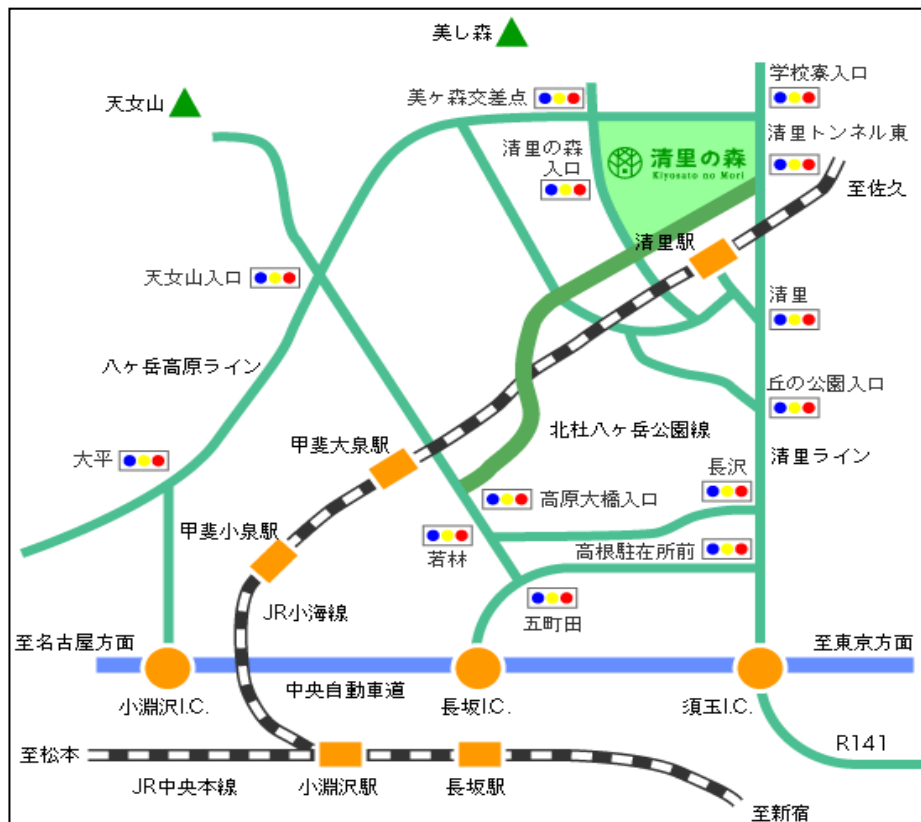 美し森
学校寮入口
天女山
美ケ森交差点
清里トンネル東
清里の森
入口
清里の森
Kiyosato no Mori
至佐久
清里駅
天女山入口
清里
八ヶ岳高原ライン
丘の公園入口
甲斐大泉駅
北杜八ヶ岳公園線
大平
長沢
清里ライン
高原大橋入口
甲斐小泉駅
若林
高根駐在所前
JR小海線
五町田
至名古屋方面
至東京方面
中央自動車道
小淵沢I.C.
長坂I.C.
須玉I.C.
R141
至松本
JR中央本線
小淵沢駅
長坂駅
至新宿